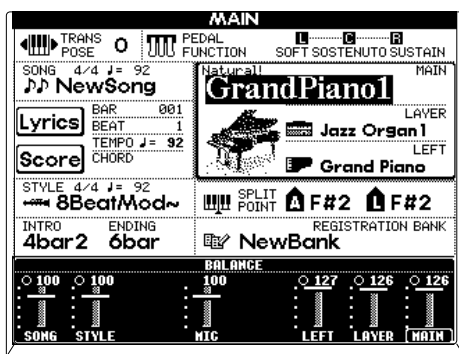 MAIN
TRANSPOSE 0
PEDAL FUNCTION
L C R
SOFT SOSTENUTO SUSTAIN
SONG 4/4 ♩= 92
NewSong
Lyrics
BAR 001
BEAT 1
TEMPO ♩= 92
Score
CHORD
Natural! MAIN
GrandPiano1
LAYER
Jazz Organ1
LEFT
Grand Piano
STYLE 4/4 ♩= 92
8BeatMod~
SPLIT POINT A F#2 L F#2
INTRO ENDING
4bar2 6bar
REGISTRATION BANK
NewBank
BALANCE
100 100 100 127 126 126
SONG STYLE MIC LEFT LAYER MAIN